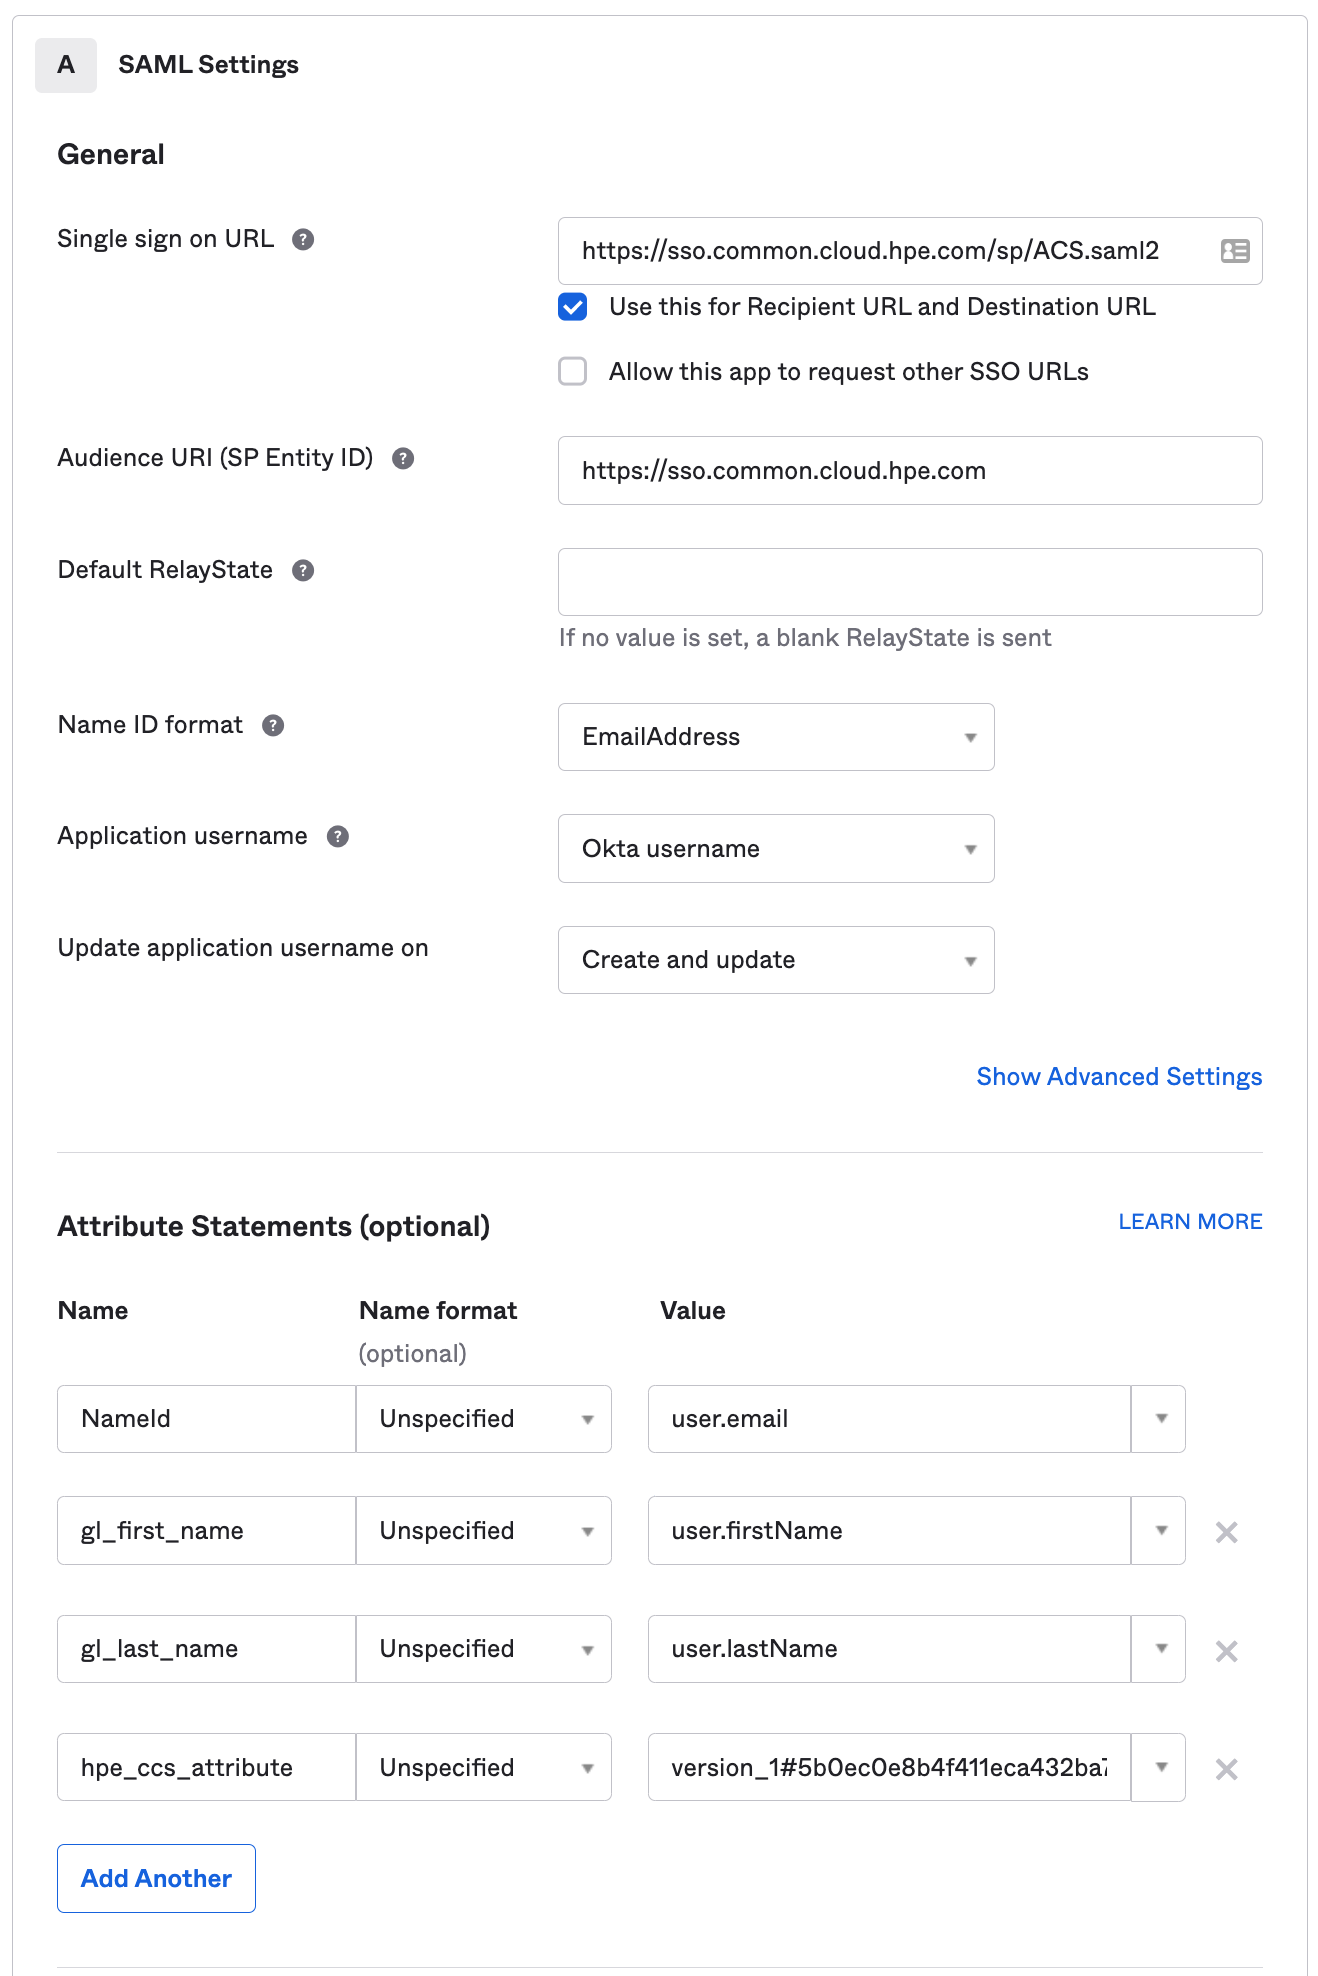 A SAML Settings
General
Single sign on URL ?
https://sso.common.cloud.hpe.com/sp/ACS.saml2
Use this for Recipient URL and Destination URL
Allow this app to request other SSO URLs
Audience URI (SP Entity ID) ?
https://sso.common.cloud.hpe.com
Default RelayState ?
If no value is set, a blank RelayState is sent
Name ID format ?
EmailAddress
Application username ?
Okta username
Update application username on
Create and update
Show Advanced Settings
Attribute Statements (optional)
LEARN MORE
Name Name format Value
(optional)
NameId Unspecified user.email
gl_first_name Unspecified user.firstName
gl_last_name Unspecified user.lastName
hpe_ccs_attribute Unspecified version_1#5b0ec0e8b4f411eca432ba7
Add Another